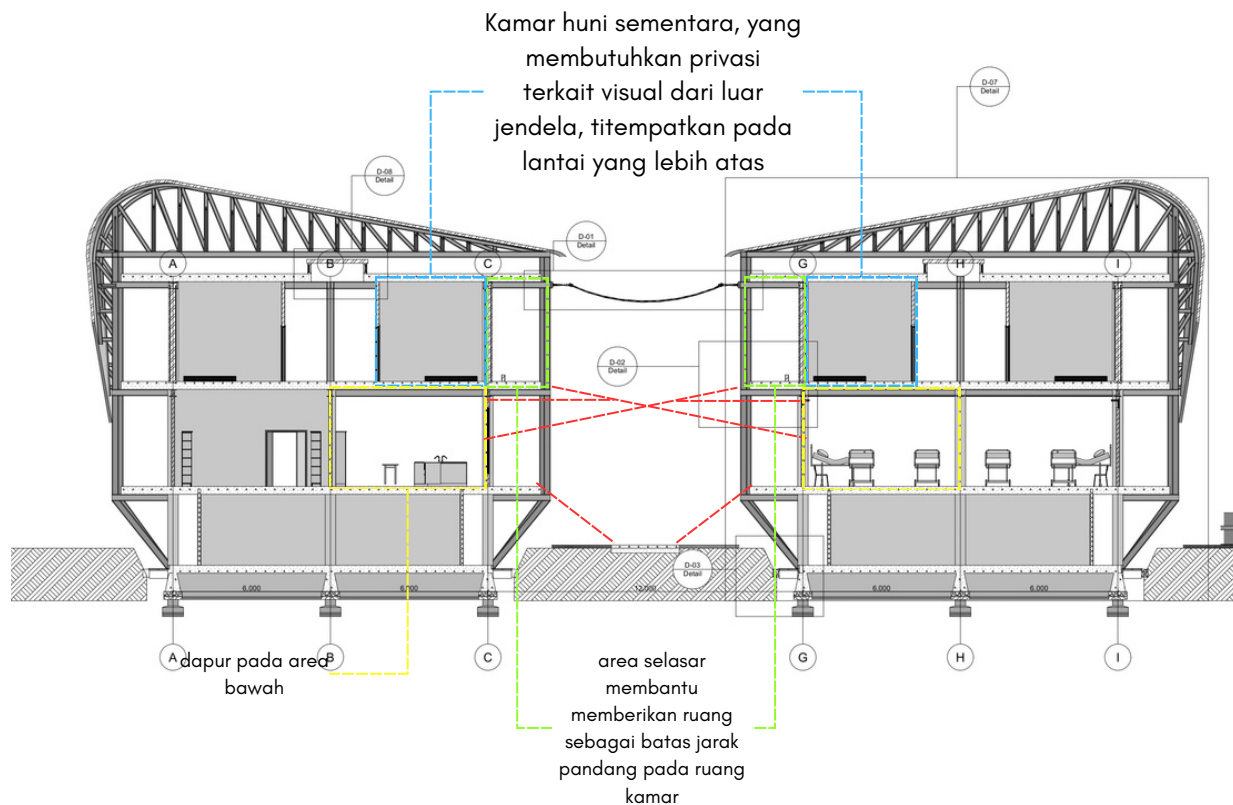 Kamar huni sementara, yang
membutuhkan privasi
terkait visual dari luar
jendela, titempatkan pada
lantai yang lebih atas
D-07
Detail
D-08
Detail
D-01
Detail
A
B
C
G
H
I
D-02
Detail
D-03
Detail
6.000
6.000
12.000
6.000
6.000
A
B
C
G
H
I
dapur pada area
bawah
area selasar
membantu
memberikan ruang
sebagai batas jarak
pandang pada ruang
kamar